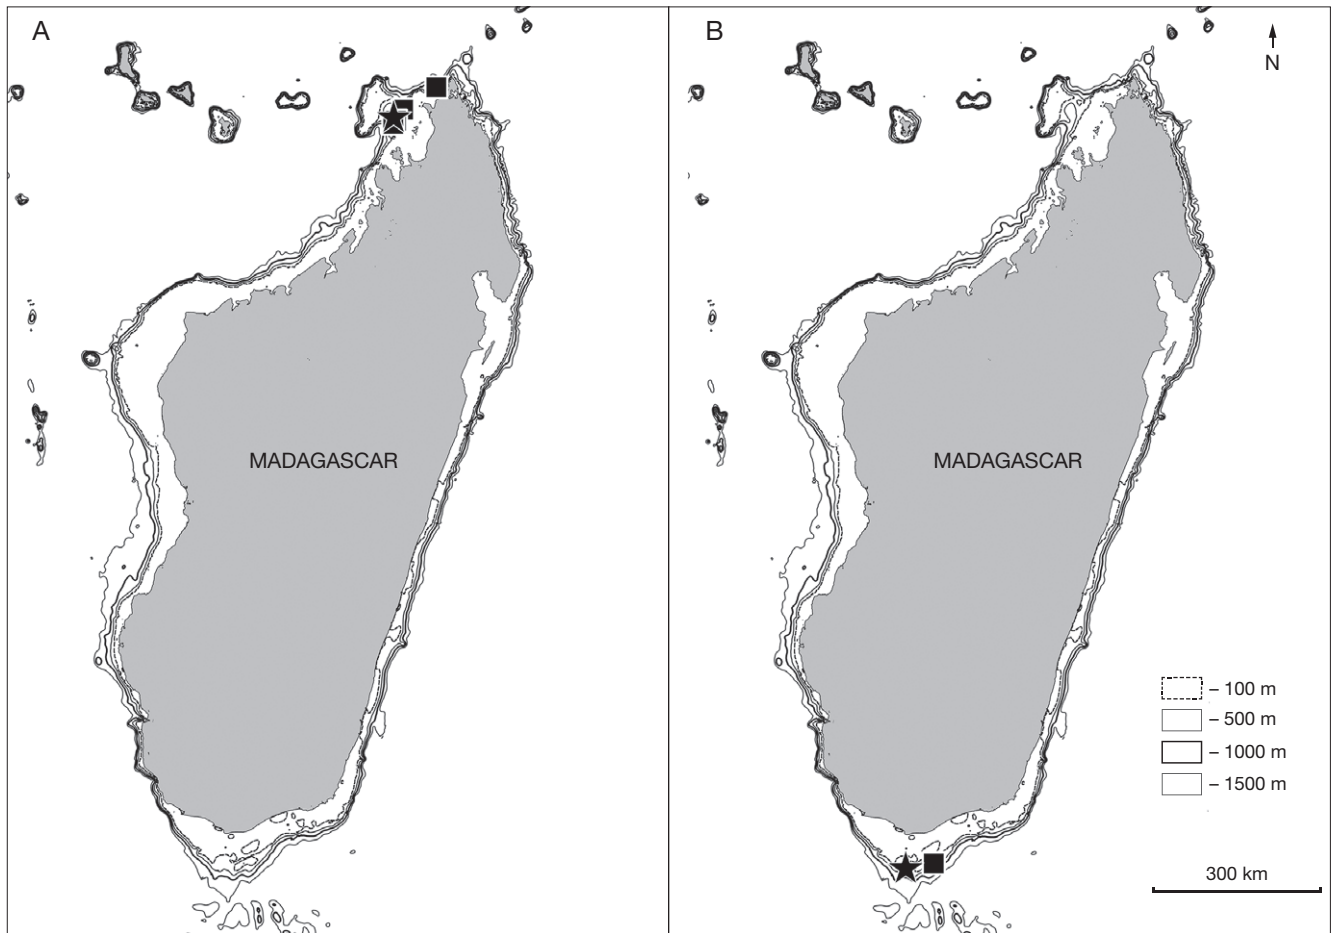 A
B
N
MADAGASCAR
MADAGASCAR
– 100 m
– 500 m
– 1000 m
– 1500 m
300 km